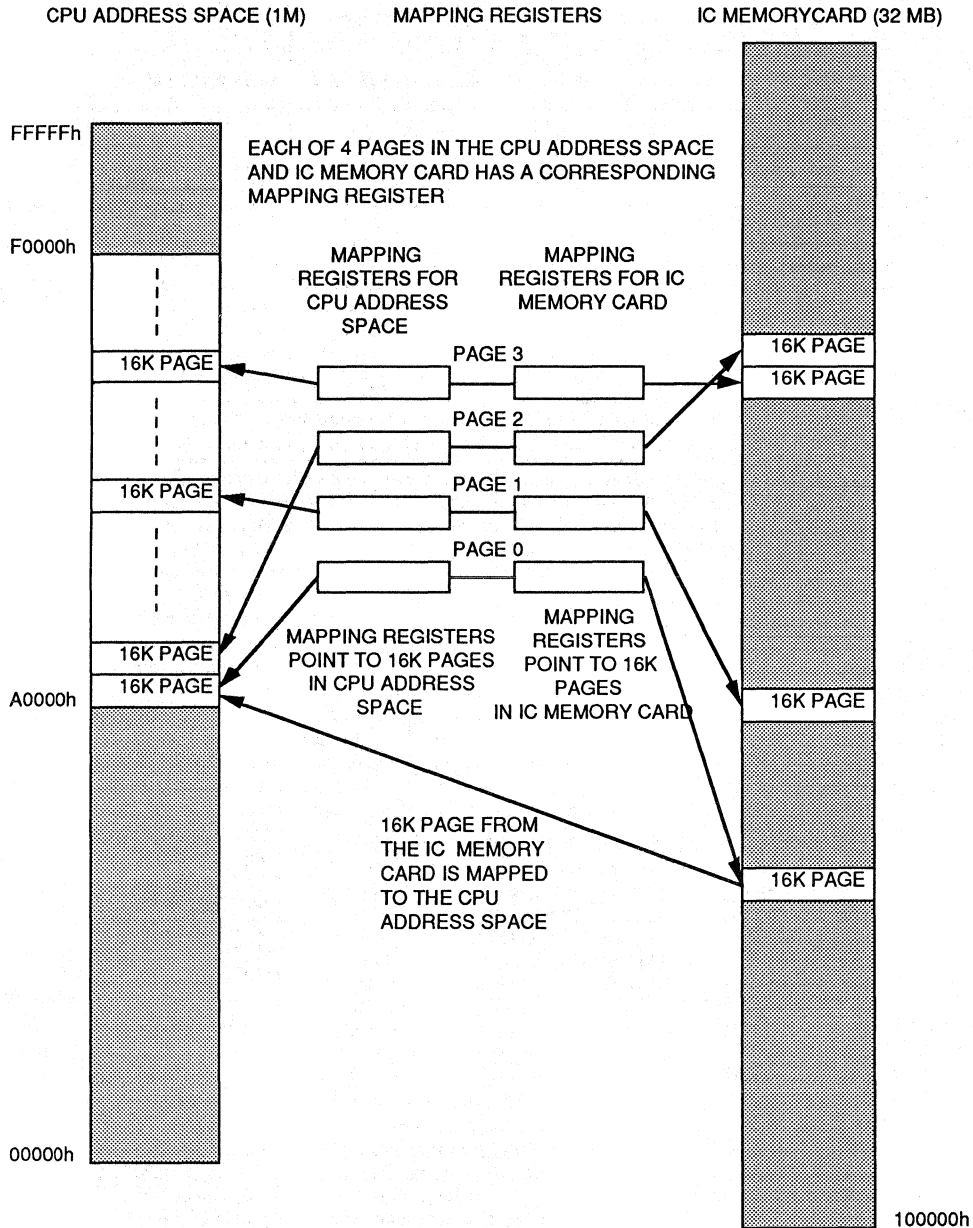 CPU ADDRESS SPACE (1M)
MAPPING REGISTERS
IC MEMORYCARD (32 MB)
FFFFFh
EACH OF 4 PAGES IN THE CPU ADDRESS SPACE
AND IC MEMORY CARD HAS A CORRESPONDING
MAPPING REGISTER
F0000h
MAPPING
REGISTERS FOR
CPU ADDRESS
SPACE
MAPPING
REGISTERS FOR IC
MEMORY CARD
16K PAGE
PAGE 3
16K PAGE
16K PAGE
PAGE 2
16K PAGE
PAGE 1
PAGE 0
16K PAGE
16K PAGE
A0000h
MAPPING REGISTERS
POINT TO 16K PAGES
IN CPU ADDRESS
SPACE
MAPPING
REGISTERS
POINT TO 16K
PAGES
IN IC MEMORY CARD
16K PAGE
16K PAGE FROM
THE IC MEMORY
CARD IS MAPPED
TO THE CPU
ADDRESS SPACE
16K PAGE
00000h
100000h